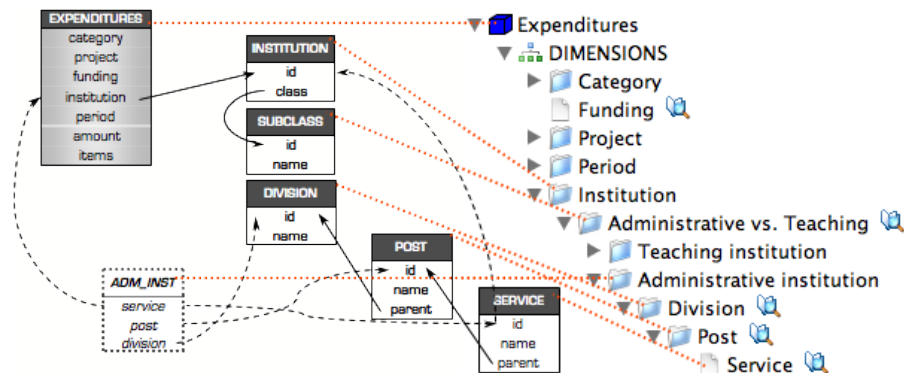 EXPENDITURES
category
project
funding
institution
period
amount
items
INSTITUTION
id
class
SUBCLASS
id
name
DIVISION
id
name
POST
id
name
parent
SERVICE
id
name
parent
ADM_INST
service
post
division
Expenditures
DIMENSIONS
Category
Funding
Project
Period
Institution
Administrative vs. Teaching
Teaching institution
Administrative institution
Division
Post
Service